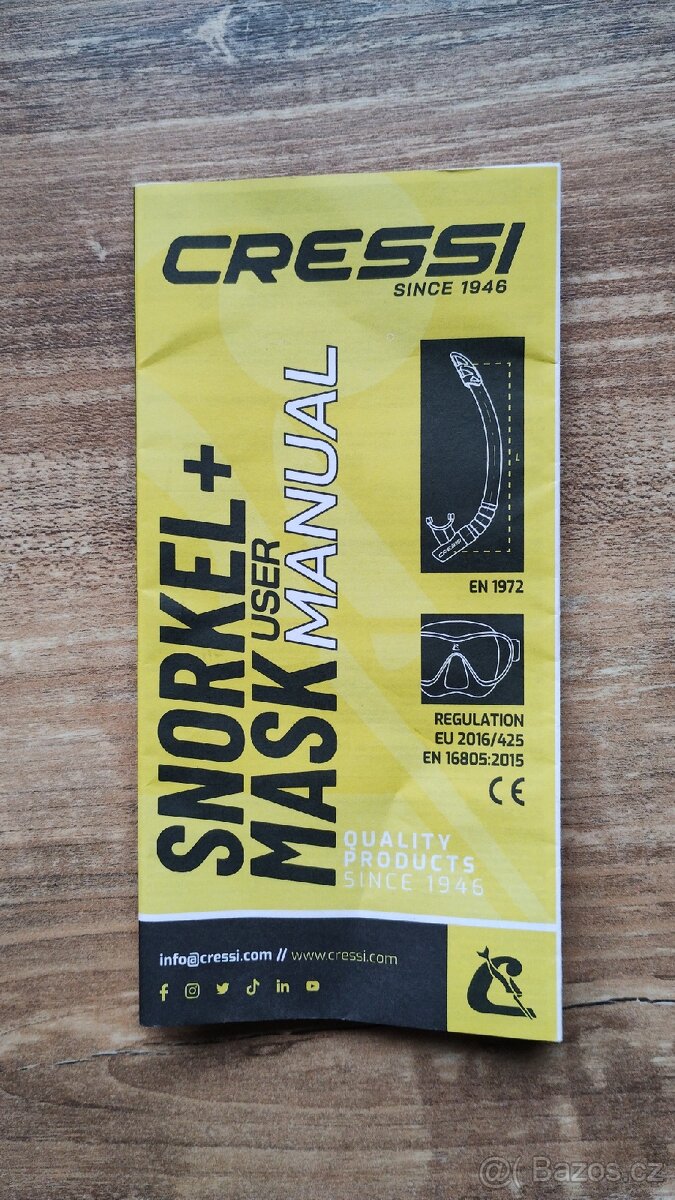 CRESSI
SINCE 1946
SNORKEL+
MASK USER
MANUAL
L
CRESSI
EN 1972
REGULATION
EU 2016/425
EN 16805:2015
CE
QUALITY
PRODUCTS
SINCE 1946
info@cressi.com // www.cressi.com
Bazos.cz